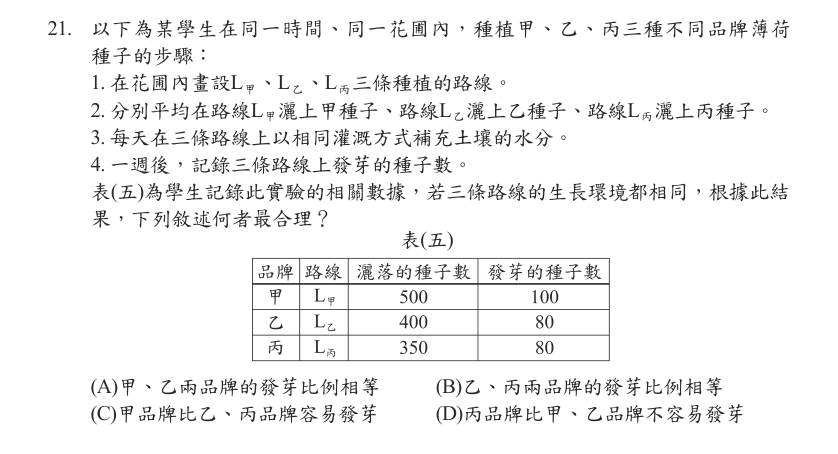 21. 以下為某學生在同一時間、同一花圃內，種植甲、乙、丙三種不同品牌薄荷
種子的步驟：
1. 在花圃內畫設L甲、L乙、L丙三條種植的路線。
2. 分別平均在路線L甲灑上甲種子、路線L乙灑上乙種子、路線L丙灑上丙種子。
3. 每天在三條路線上以相同灌溉方式補充土壤的水分。
4. 一週後，記錄三條路線上發芽的種子數。
表(五)為學生記錄此實驗的相關數據，若三條路線的生長環境都相同，根據此結
果，下列敘述何者最合理？
表(五)
品牌 路線 灑落的種子數 發芽的種子數
甲 L甲 500 100
乙 L乙 400 80
丙 L丙 350 80
(A)甲、乙兩品牌的發芽比例相等 (B)乙、丙兩品牌的發芽比例相等
(C)甲品牌比乙、丙品牌容易發芽 (D)丙品牌比甲、乙品牌不容易發芽